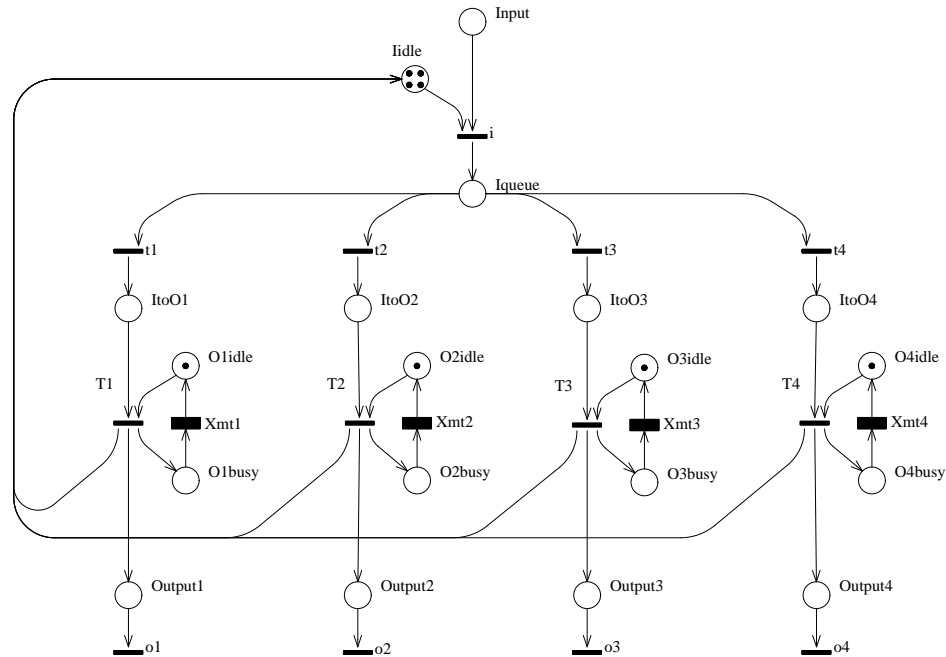 Input
Iidle
i
Iqueue
t1
t2
t3
t4
ItoO1
ItoO2
ItoO3
ItoO4
O1idle
O2idle
O3idle
O4idle
T1
T2
T3
T4
Xmt1
Xmt2
Xmt3
Xmt4
O1busy
O2busy
O3busy
O4busy
Output1
Output2
Output3
Output4
o1
o2
o3
o4